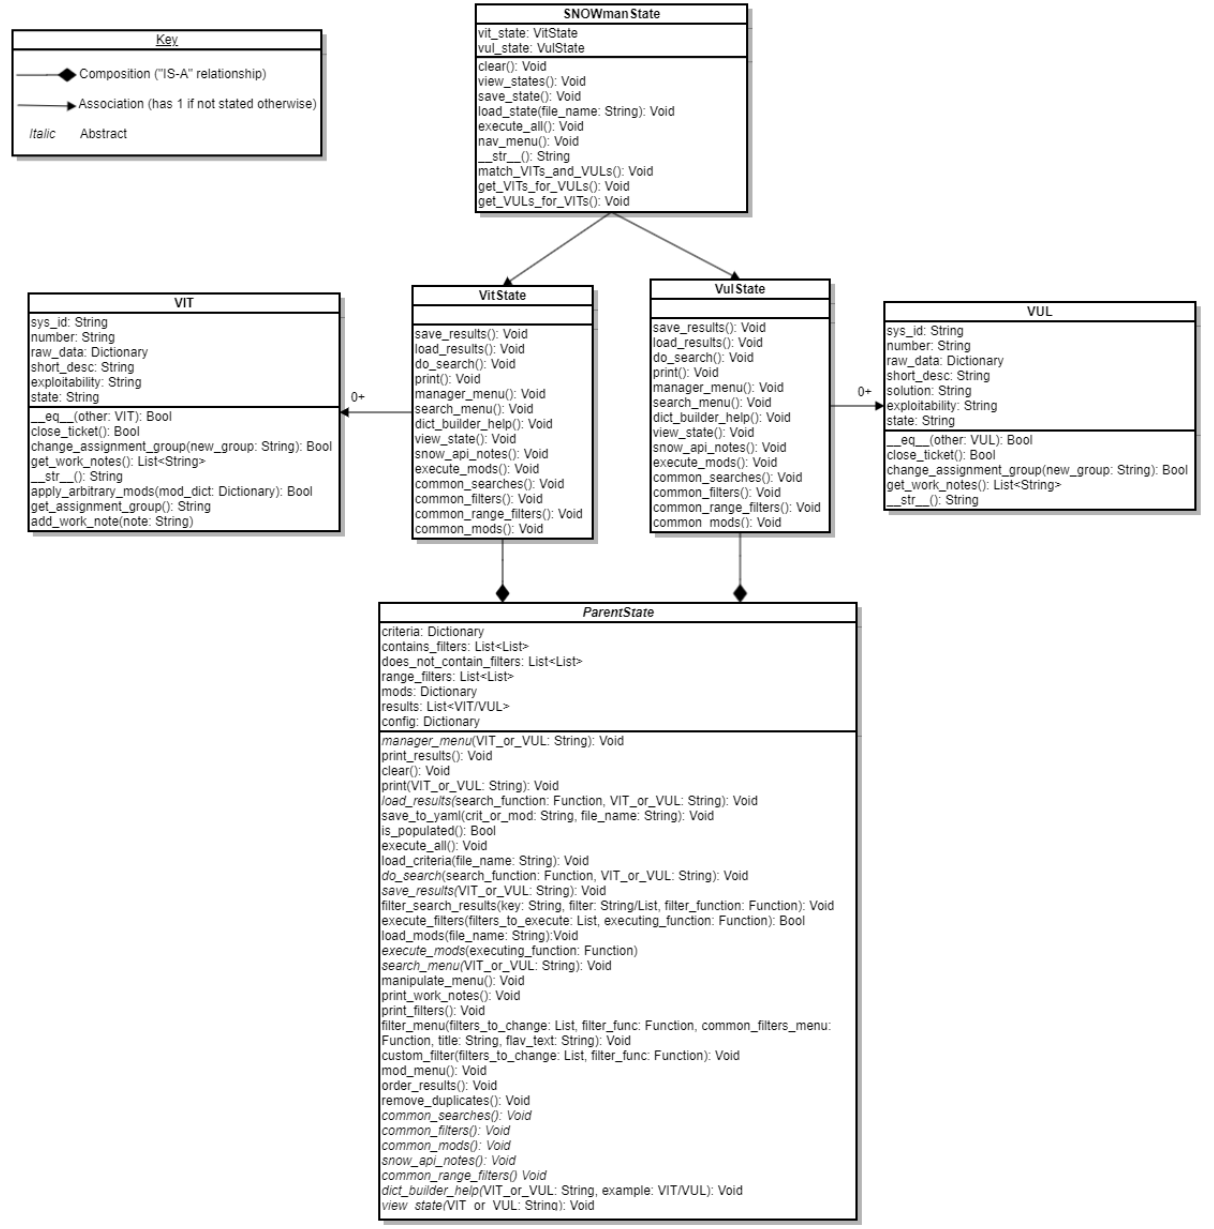 SNOWmanState
vit_state: VitState
vul_state: VulState
clear(): Void
view_states(): Void
save_state(): Void
load_state(file_name: String): Void
execute_all(): Void
nav_menu(): Void
__str__(): String
match_VITs_and_VULs(): Void
get_VITs_for_VULs(): Void
get_VULs_for_VITs(): Void
Key
Composition ("IS-A" relationship)
Association (has 1 if not stated otherwise)
Italic Abstract
VIT
sys_id: String
number: String
raw_data: Dictionary
short_desc: String
exploitability: String
state: String
__eq__(other: VIT): Bool
close_ticket(): Bool
change_assignment_group(new_group: String): Bool
get_work_notes(): List<String>
__str__(): String
apply_arbitrary_mods(mod_dict: Dictionary): Bool
get_assignment_group(): String
add_work_note(note: String)
0+
VitState
save_results(): Void
load_results(): Void
do_search(): Void
print(): Void
manager_menu(): Void
search_menu(): Void
dict_builder_help(): Void
view_state(): Void
snow_api_notes(): Void
execute_mods(): Void
common_searches(): Void
common_filters(): Void
common_range_filters(): Void
common_mods(): Void
VulState
save_results(): Void
load_results(): Void
do_search(): Void
print(): Void
manager_menu(): Void
search_menu(): Void
dict_builder_help(): Void
view_state(): Void
snow_api_notes(): Void
execute_mods(): Void
common_searches(): Void
common_filters(): Void
common_range_filters(): Void
common_mods(): Void
0+
VUL
sys_id: String
number: String
raw_data: Dictionary
short_desc: String
solution: String
exploitability: String
state: String
__eq__(other: VUL): Bool
close_ticket(): Bool
change_assignment_group(new_group: String): Bool
get_work_notes(): List<String>
__str__(): String
ParentState
criteria: Dictionary
contains_filters: List<List>
does_not_contain_filters: List<List>
range_filters: List<List>
mods: Dictionary
results: List<VIT/VUL>
config: Dictionary
manager_menu(VIT_or_VUL: String): Void
print_results(): Void
clear(): Void
print(VIT_or_VUL: String): Void
load_results(search_function: Function, VIT_or_VUL: String): Void
save_to_yaml(crit_or_mod: String, file_name: String): Void
is_populated(): Bool
execute_all(): Void
load_criteria(file_name: String): Void
do_search(search_function: Function, VIT_or_VUL: String): Void
save_results(VIT_or_VUL: String): Void
filter_search_results(key: String, filter: String/List, filter_function: Function): Void
execute_filters(filters_to_execute: List, executing_function: Function): Bool
load_mods(file_name: String):Void
execute_mods(executing_function: Function)
search_menu(VIT_or_VUL: String): Void
manipulate_menu(): Void
print_work_notes(): Void
print_filters(): Void
filter_menu(filters_to_change: List, filter_func: Function, common_filters_menu:
Function, title: String, flav_text: String): Void
custom_filter(filters_to_change: List, filter_func: Function): Void
mod_menu(): Void
order_results(): Void
remove_duplicates(): Void
common_searches(): Void
common_filters(): Void
common_mods(): Void
snow_api_notes(): Void
common_range_filters() Void
dict_builder_help(VIT_or_VUL: String, example: VIT/VUL): Void
view_state(VIT_or_VUL: String): Void